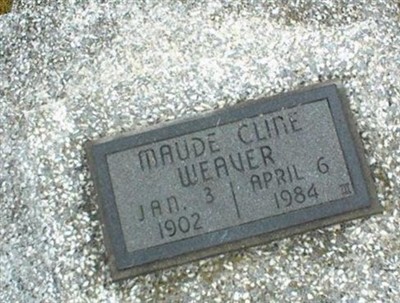 MAUDE CLINE
WEAVER
JAN. 3 APRIL 6
1902 1984